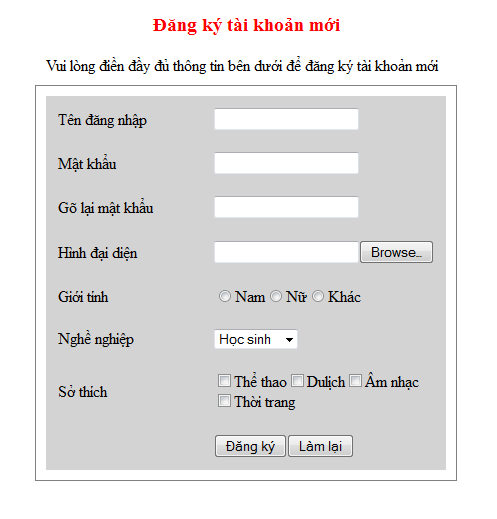 Đăng ký tài khoản mới
Vui lòng điền đầy đủ thông tin bên dưới để đăng ký tài khoản mới
Tên đăng nhập
Mật khẩu
Gõ lại mật khẩu
Hình đại diện Browse..
Giới tính Nam Nữ Khác
Nghề nghiệp Học sinh
Sở thích Thể thao Dulịch Âm nhạc
Thời trang
Đăng ký Làm lại